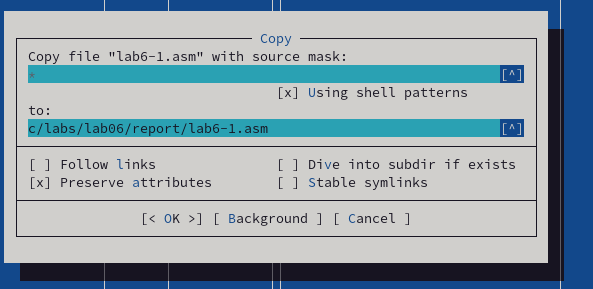 Copy
Copy file "lab6-1.asm" with source mask:
* [^]
[x] Using shell patterns
to:
c/labs/lab06/report/lab6-1.asm [^]
[ ] Follow links [ ] Dive into subdir if exists
[x] Preserve attributes [ ] Stable symlinks
[< OK >] [ Background ] [ Cancel ]